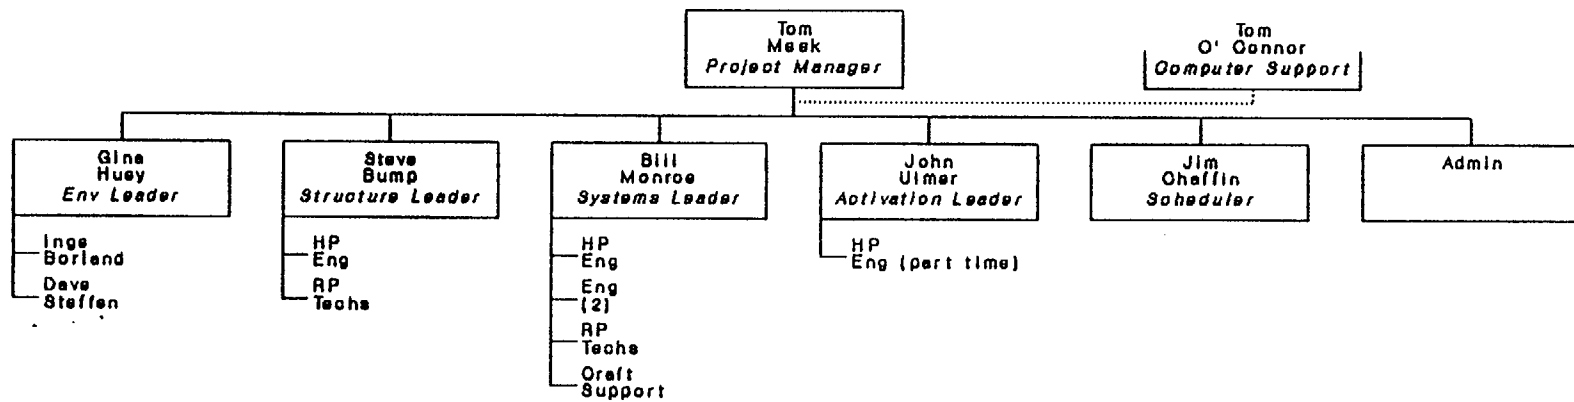 Tom
Meek
Project Manager
Tom
O' Connor
Computer Support
Gina
Huey
Env Leader
Steve
Bump
Structure Leader
Bill
Monroe
Systems Leader
John
Ulmer
Activation Leader
Jim
Chaffin
Scheduler
Admin
Inge
Borland
Dave
Steffen
HP
Eng
RP
Techs
HP
Eng
Eng
(2)
RP
Techs
Craft
Support
HP
Eng (part time)